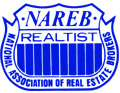 ·NAREB·
REALTIST
NATIONAL ASSOCIATION OF REAL ESTATE BROKERS